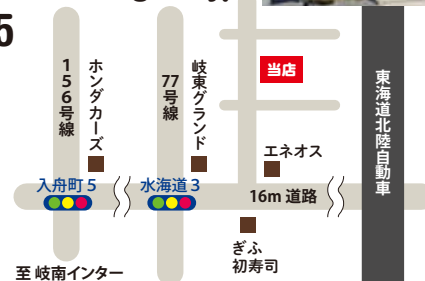 5
156号線
ホンダカーズ
77号線
岐東グランド
当店
東海道北陸自動車
エネオス
入舟町 5
水海道 3
16m 道路
ぎふ
初寿司
至 岐南インター